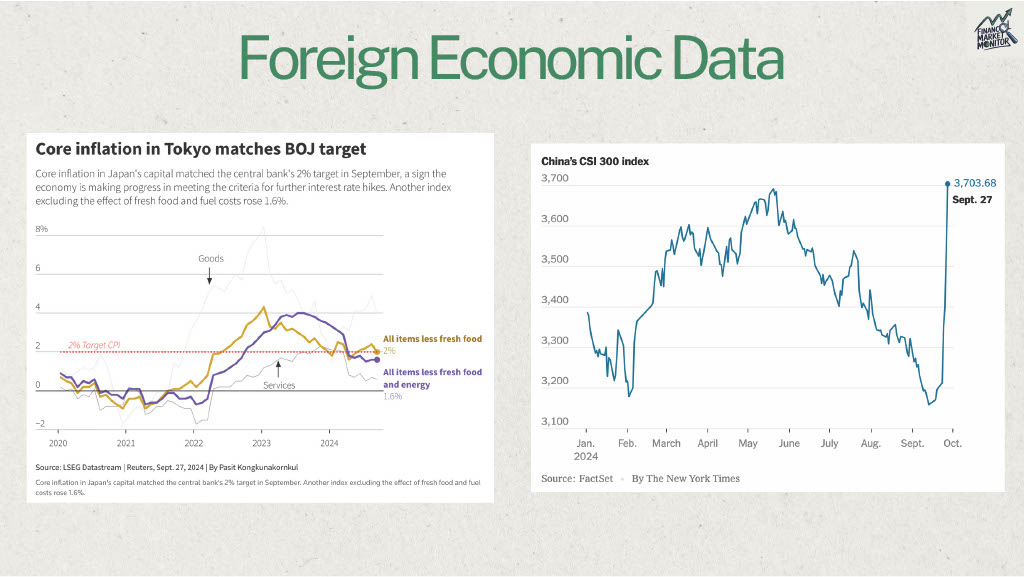 Foreign Economic Data
FINANCIAL
MARKET
MONITOR
Core inflation in Tokyo matches BOJ target
Core inflation in Japan's capital matched the central bank's 2% target in September, a sign the
economy is making progress in meeting the criteria for further interest rate hikes. Another index
excluding the effect of fresh food and fuel costs rose 1.6%.
8%
6
4
2
0
−2
Goods
2% Target CPI
Services
All items less fresh food
2%
All items less fresh food
and energy
1.6%
2020
2021
2022
2023
2024
Source: LSEG Datastream | Reuters, Sept. 27, 2024 | By Pasit Kongkunakornkul
Core inflation in Japan's capital matched the central bank's 2% target in September. Another index excluding the effect of fresh food and fuel
costs rose 1.6%.
China's CSI 300 index
3,700
3,600
3,500
3,400
3,300
3,200
3,100
3,703.68
Sept. 27
Jan.
2024
Feb.
March
April
May
June
July
Aug.
Sept.
Oct.
Source: FactSet • By The New York Times